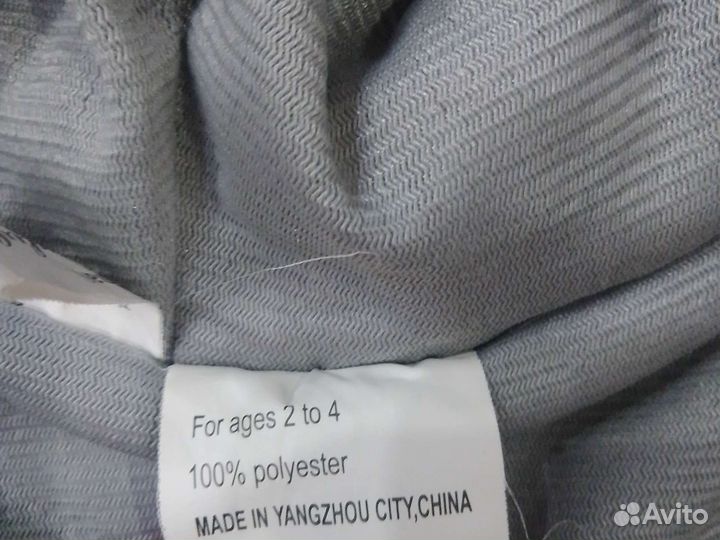 For ages 2 to 4
100% polyester
MADE IN YANGZHOU CITY,CHINA
Avito